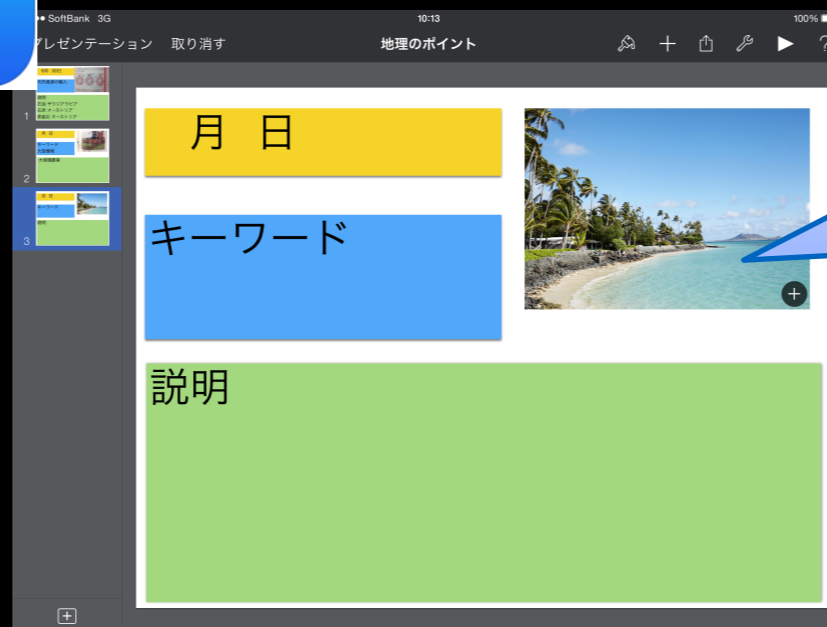 SoftBank 3G 10:13 100%
プレゼンテーション 取り消す 地理のポイント
1
2
3
月 日
キーワード
説明